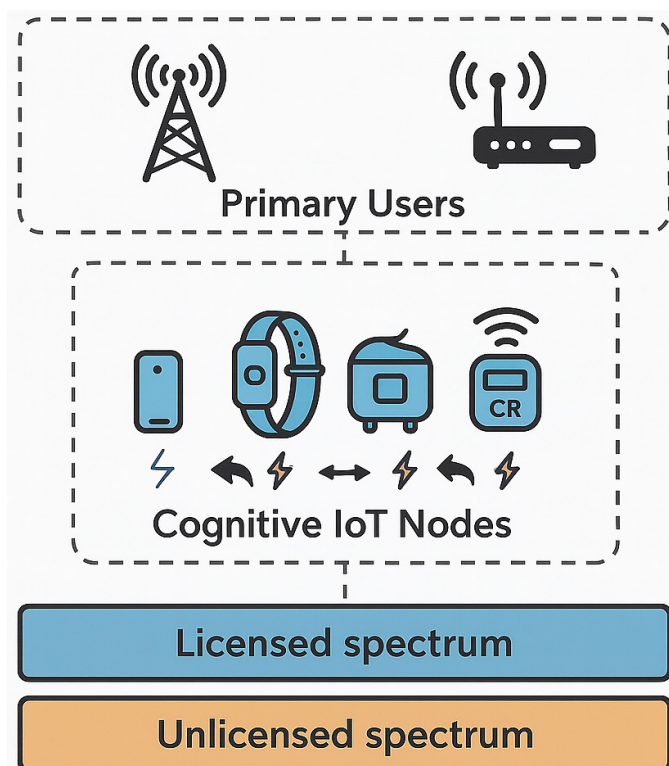 Primary Users
CR
Cognitive IoT Nodes
Licensed spectrum
Unlicensed spectrum